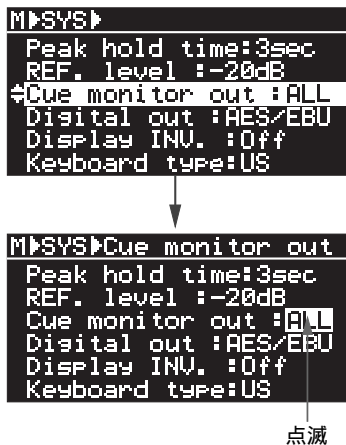 M▶SYS▶
Peak hold time:3sec
REF. level :-20dB
Cue monitor out :ALL
Digital out :AES/EBU
Display INV. :Off
Keyboard type:US
M▶SYS▶Cue monitor out
Peak hold time:3sec
REF. level :-20dB
Cue monitor out :ALL
Digital out :AES/EBU
Display INV. :Off
Keyboard type:US
点滅